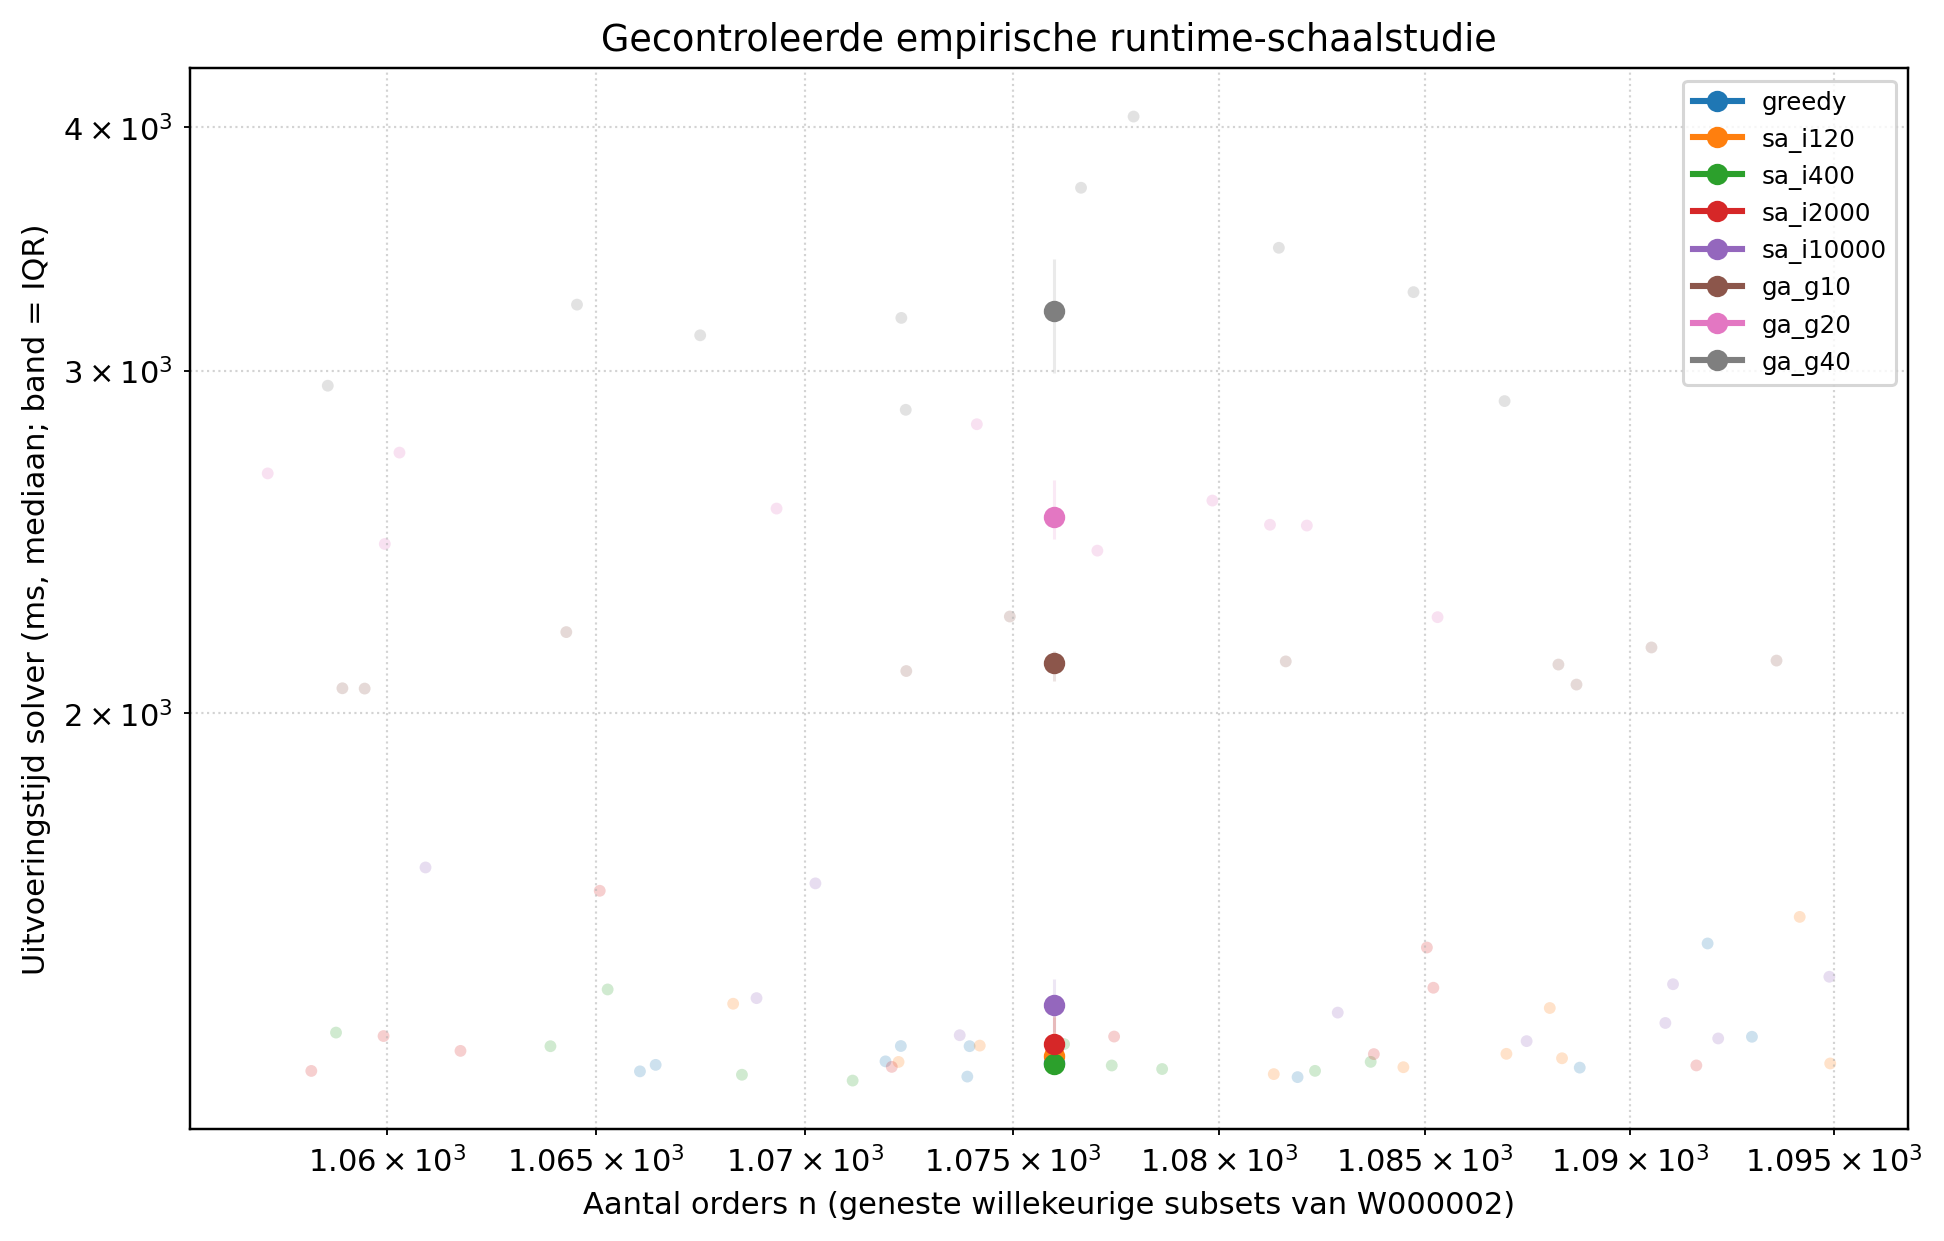 Gecontroleerde empirische runtime-schaalstudie
greedy
sa_i120
sa_i400
sa_i2000
sa_i10000
ga_g10
ga_g20
ga_g40
Uitvoeringstijd solver (ms, mediaan; band = IQR)
4 × 10³
3 × 10³
2 × 10³
1.06 × 10³ 1.065 × 10³ 1.07 × 10³ 1.075 × 10³ 1.08 × 10³ 1.085 × 10³ 1.09 × 10³ 1.095 × 10³
Aantal orders n (geneste willekeurige subsets van W000002)